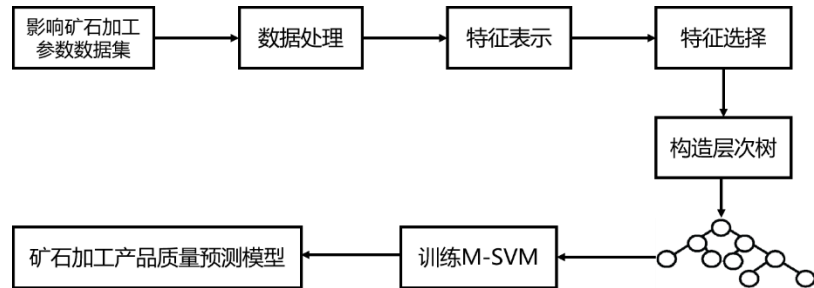 影响矿石加工
参数数据集
数据处理
特征表示
特征选择
构造层次树
训练M-SVM
矿石加工产品质量预测模型